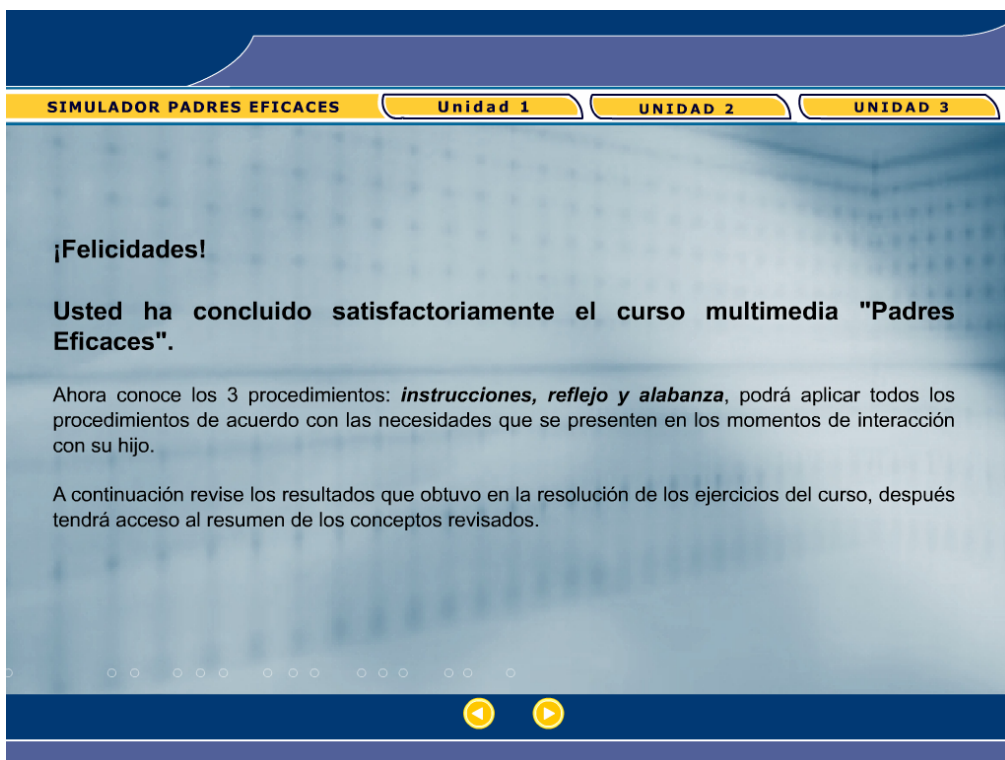 SIMULADOR PADRES EFICACES
Unidad 1
UNIDAD 2
UNIDAD 3
¡Felicidades!
Usted ha concluido satisfactoriamente el curso multimedia "Padres
Eficaces".
Ahora conoce los 3 procedimientos: instrucciones, reflejo y alabanza, podrá aplicar todos los
procedimientos de acuerdo con las necesidades que se presenten en los momentos de interacción
con su hijo.
A continuación revise los resultados que obtuvo en la resolución de los ejercicios del curso, después
tendrá acceso al resumen de los conceptos revisados.